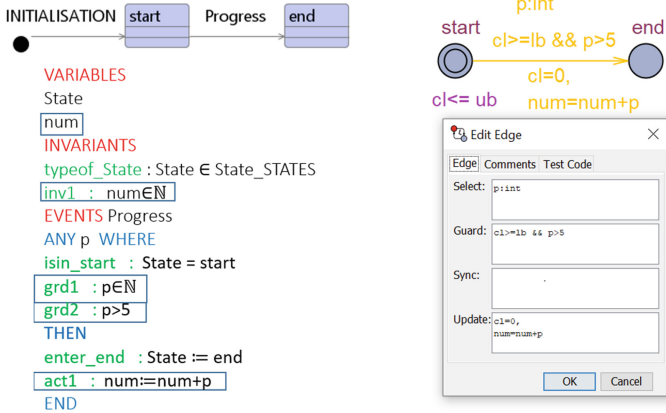 INITIALISATION
start
Progress
end
VARIABLES
State
num
INVARIANTS
typeof_State : State ∈ State_STATES
inv1 : num∈ℕ
EVENTS Progress
ANY p WHERE
isin_start : State = start
grd1 : p∈ℕ
grd2 : p>5
THEN
enter_end : State := end
act1 : num:=num+p
END
p:int
start
end
cl>=lb && p>5
cl=0,
num=num+p
cl<= ub
Edit Edge
Edge Comments Test Code
Select: p:int
Guard: cl>=lb && p>5
Sync:
Update: cl=0,
num=num+p
OK Cancel